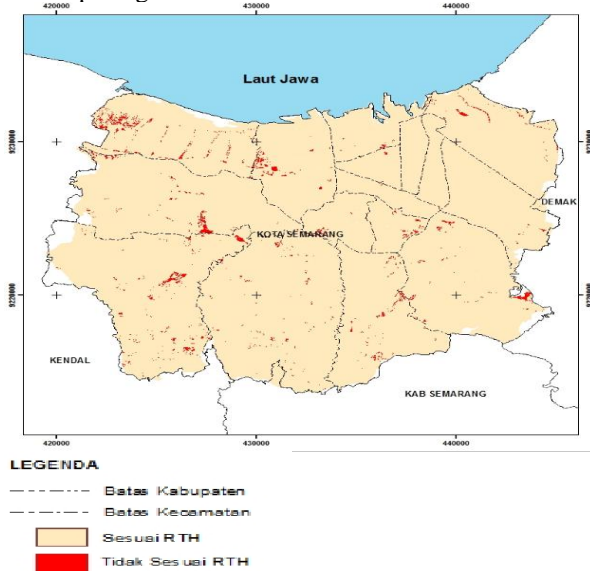 420000 430000 440000
Laut Jawa
DEMAK
KOTA SEMARANG
KENDAL
KAB SEMARANG
420000 430000 440000
LEGENDA
Batas Kabupaten
Batas Kecamatan
Sesuai RTH
Tidak Sesuai RTH